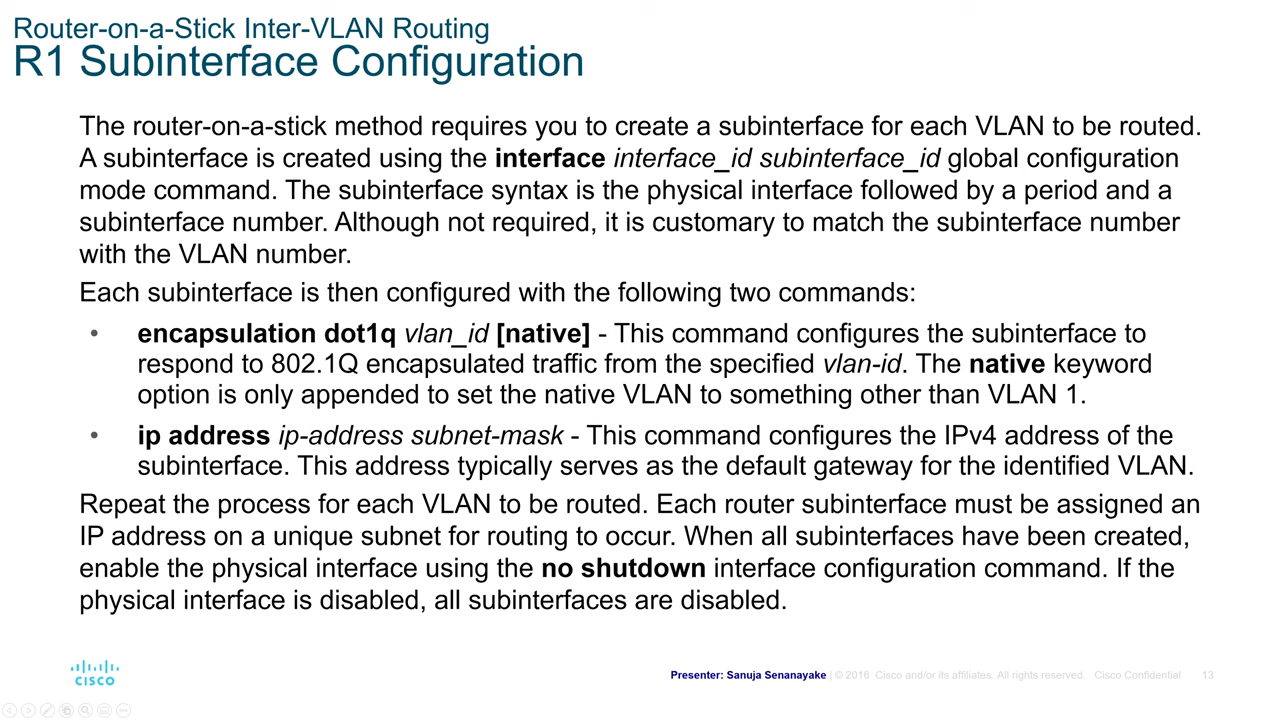 Router-on-a-Stick Inter-VLAN Routing
R1 Subinterface Configuration
The router-on-a-stick method requires you to create a subinterface for each VLAN to be routed.
A subinterface is created using the interface interface_id subinterface_id global configuration
mode command. The subinterface syntax is the physical interface followed by a period and a
subinterface number. Although not required, it is customary to match the subinterface number
with the VLAN number.
Each subinterface is then configured with the following two commands:
• encapsulation dot1q vlan_id [native] - This command configures the subinterface to
respond to 802.1Q encapsulated traffic from the specified vlan-id. The native keyword
option is only appended to set the native VLAN to something other than VLAN 1.
• ip address ip-address subnet-mask - This command configures the IPv4 address of the
subinterface. This address typically serves as the default gateway for the identified VLAN.
Repeat the process for each VLAN to be routed. Each router subinterface must be assigned an
IP address on a unique subnet for routing to occur. When all subinterfaces have been created,
enable the physical interface using the no shutdown interface configuration command. If the
physical interface is disabled, all subinterfaces are disabled.
CISCO
Presenter: Sanuja Senanayake | © 2016 Cisco and/or its affiliates. All rights reserved. Cisco Confidential 13